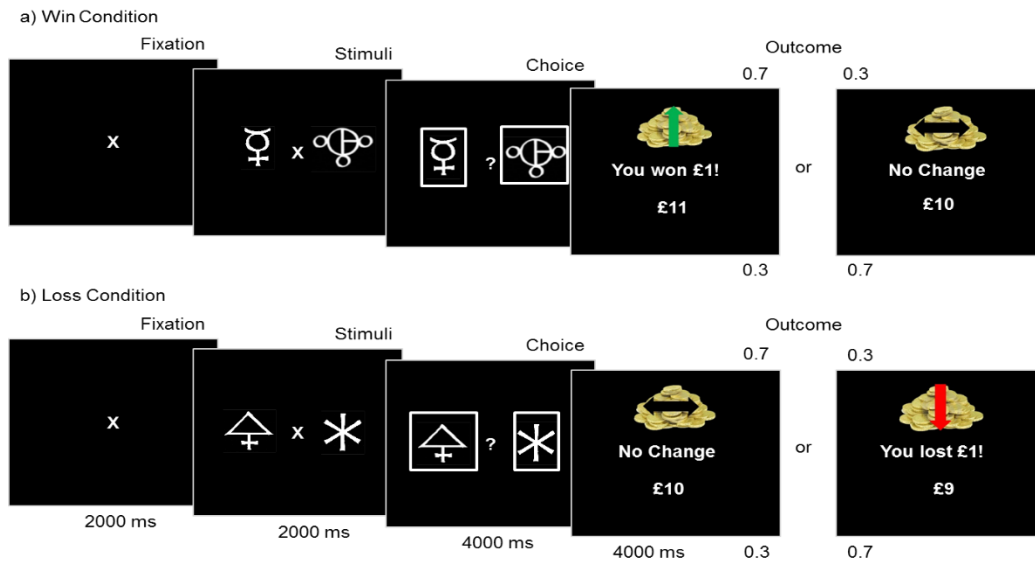 a) Win Condition
Fixation
Stimuli
Choice
Outcome
0.7
0.3
X
X
?
You won £1!
£11
or
No Change
£10
0.3
0.7
b) Loss Condition
Fixation
Stimuli
Choice
Outcome
0.7
0.3
X
X
?
No Change
£10
or
You lost £1!
£9
2000 ms
2000 ms
4000 ms
4000 ms
0.3
0.7